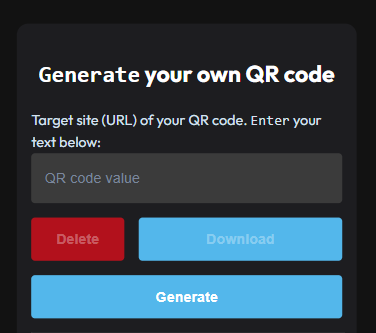 Generate your own QR code
Target site (URL) of your QR code. Enter your
text below:
QR code value
Delete
Download
Generate